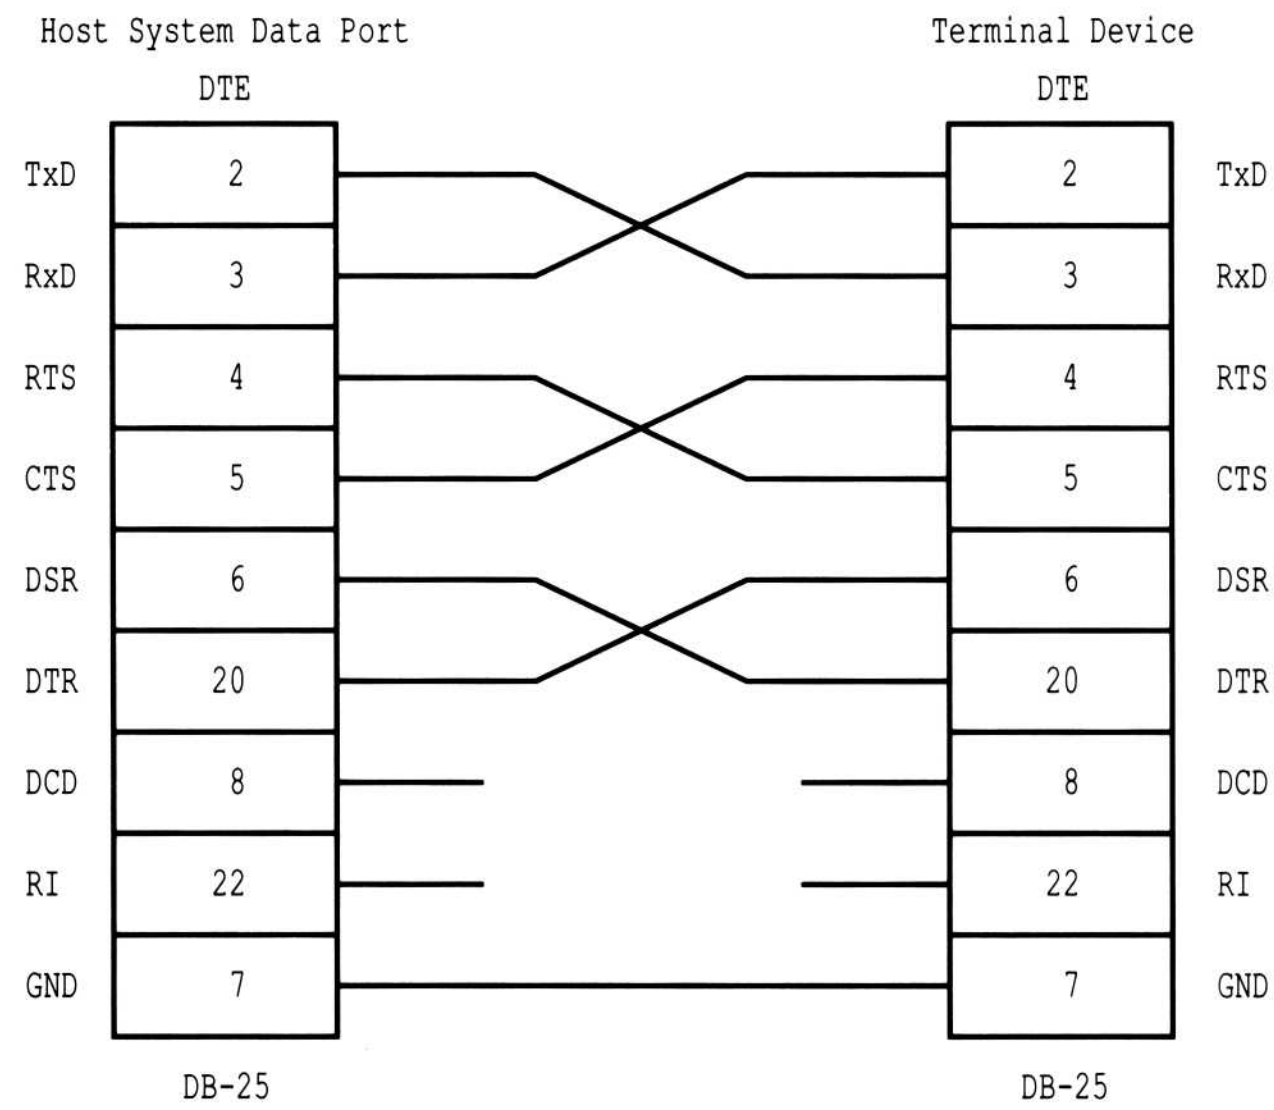 Host System Data Port Terminal Device
DTE DTE
TxD 2 2 TxD
RxD 3 3 RxD
RTS 4 4 RTS
CTS 5 5 CTS
DSR 6 6 DSR
DTR 20 20 DTR
DCD 8 8 DCD
RI 22 22 RI
GND 7 7 GND
DB-25 DB-25